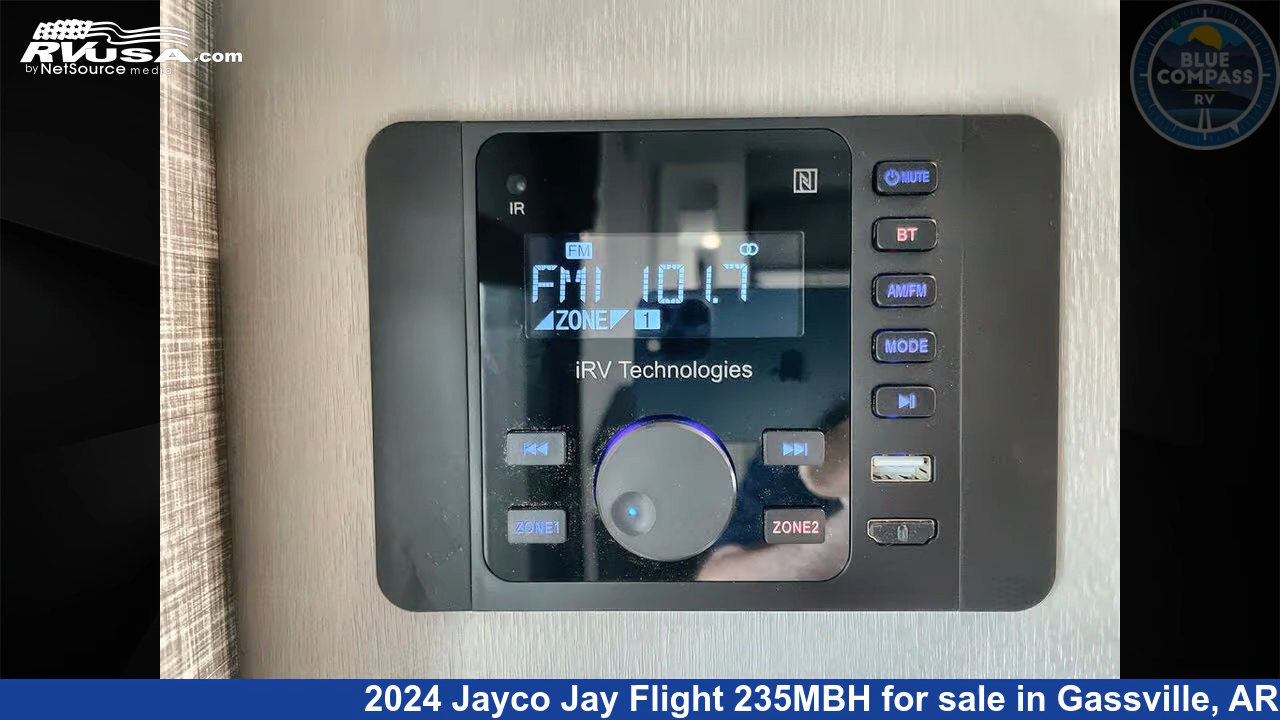 RVUSA.com
by NetSource media
BLUE
COMPASS
RV
IR
MUTE
FM
BT
FM1 101.7
AM/FM
ZONE 1
MODE
iRV Technologies
ZONE1
ZONE2
2024 Jayco Jay Flight 235MBH for sale in Gassville, AR